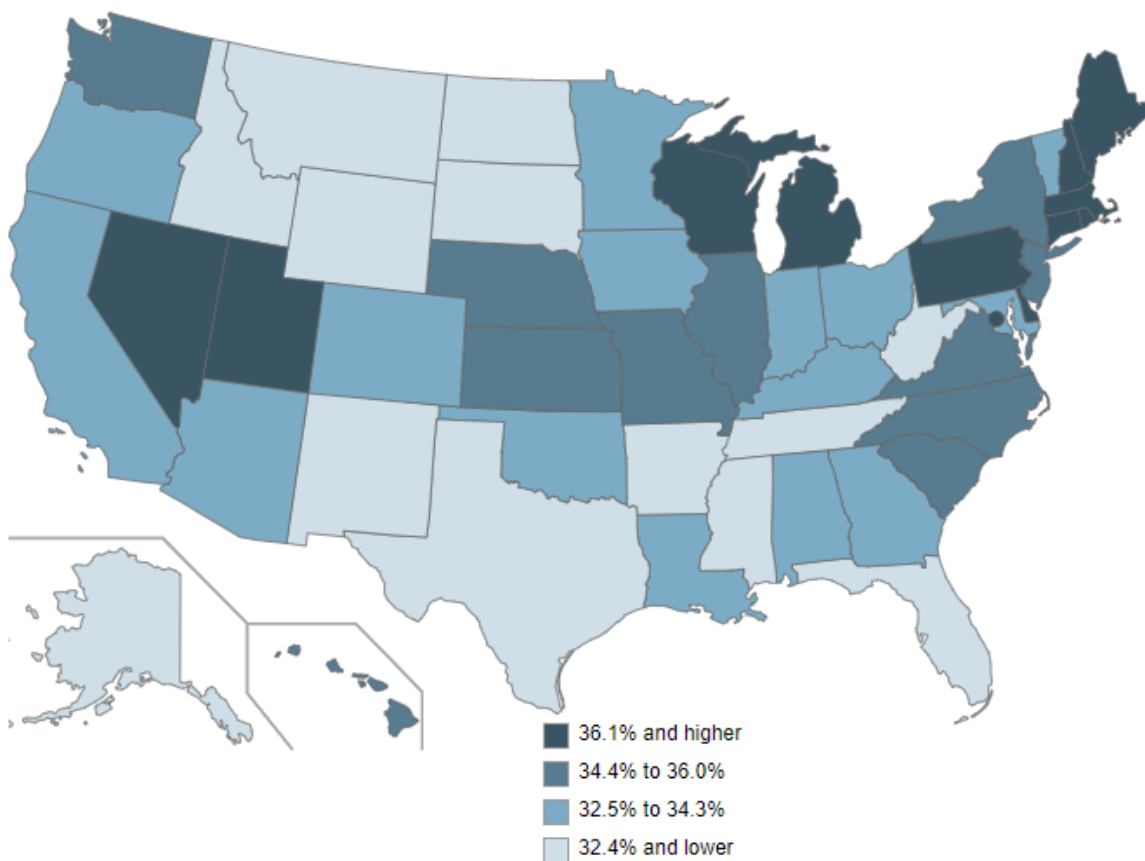 36.1% and higher
34.4% to 36.0%
32.5% to 34.3%
32.4% and lower